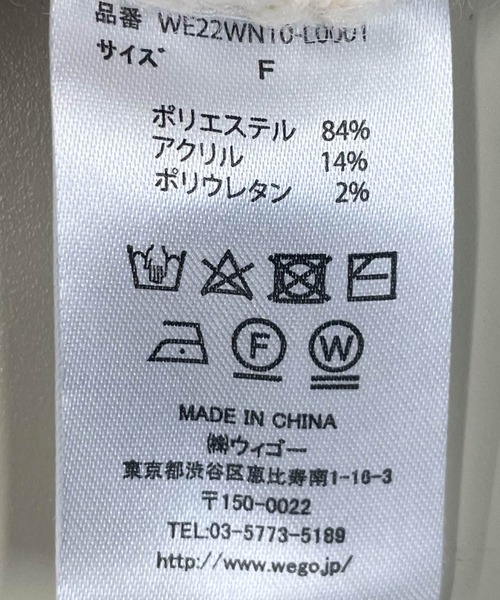 品番 WE22WN10-L0001
サイズ F
ポリエステル 84%
アクリル 14%
ポリウレタン 2%
F W
MADE IN CHINA
㈱ウィゴー
東京都渋谷区恵比寿南1-16-3
〒150-0022
TEL:03-5773-5189
http://www.wego.jp/